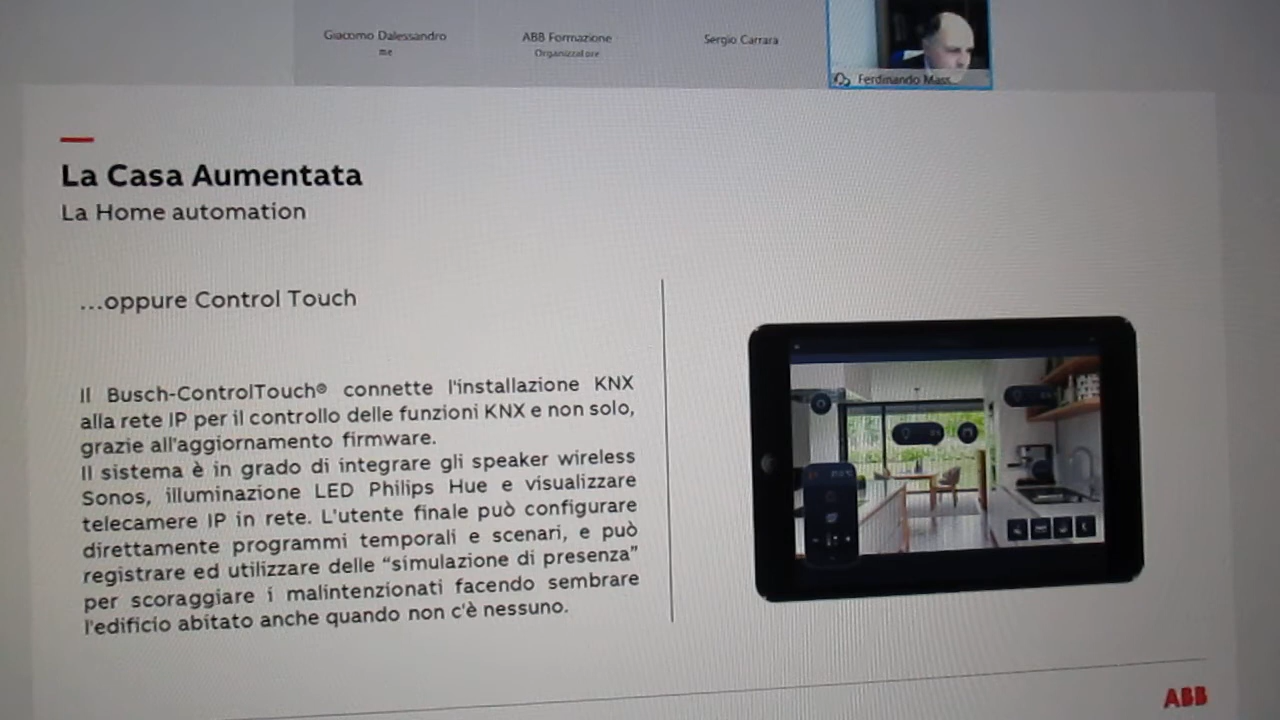 Giacomo Dalessandro
me
ABB Formazione
Organizzatore
Sergio Carrara
Ferdinando Mass...
La Casa Aumentata
La Home automation
...oppure Control Touch
Il Busch-ControlTouch® connette l'installazione KNX
alla rete IP per il controllo delle funzioni KNX e non solo,
grazie all'aggiornamento firmware.
Il sistema è in grado di integrare gli speaker wireless
Sonos, illuminazione LED Philips Hue e visualizzare
telecamere IP in rete. L'utente finale può configurare
direttamente programmi temporali e scenari, e può
registrare ed utilizzare delle “simulazione di presenza”
per scoraggiare i malintenzionati facendo sembrare
l'edificio abitato anche quando non c'è nessuno.
ABB